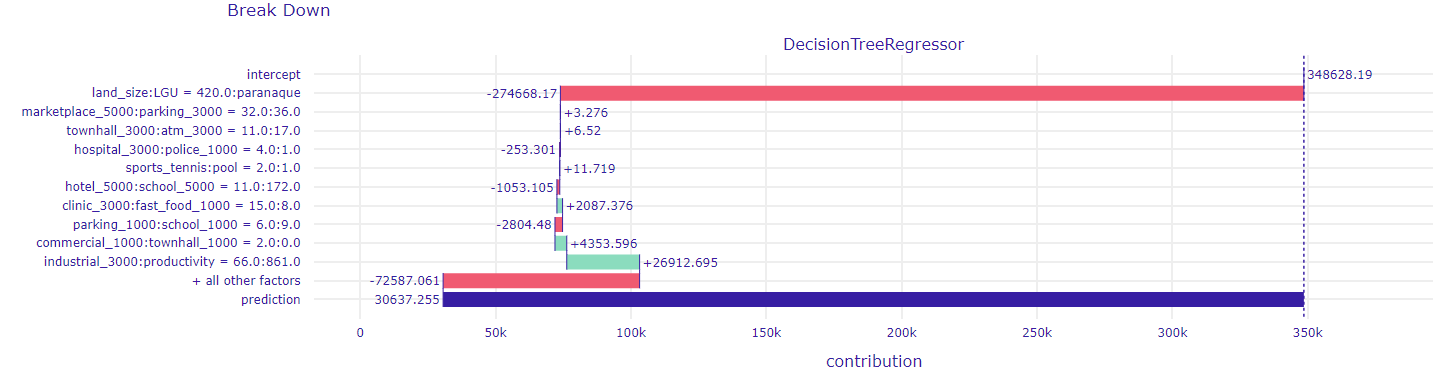 Break Down
DecisionTreeRegressor
intercept 348628.19
land_size:LGU = 420.0:paranaque -274668.17
marketplace_5000:parking_3000 = 32.0:36.0 +3.276
townhall_3000:atm_3000 = 11.0:17.0 +6.52
hospital_3000:police_1000 = 4.0:1.0 -253.301
sports_tennis:pool = 2.0:1.0 +11.719
hotel_5000:school_5000 = 11.0:172.0 -1053.105
clinic_3000:fast_food_1000 = 15.0:8.0 +2087.376
parking_1000:school_1000 = 6.0:9.0 -2804.48
commercial_1000:townhall_1000 = 2.0:0.0 +4353.596
industrial_3000:productivity = 66.0:861.0 +26912.695
+ all other factors -72587.061
prediction 30637.255
0 50k 100k 150k 200k 250k 300k 350k
contribution